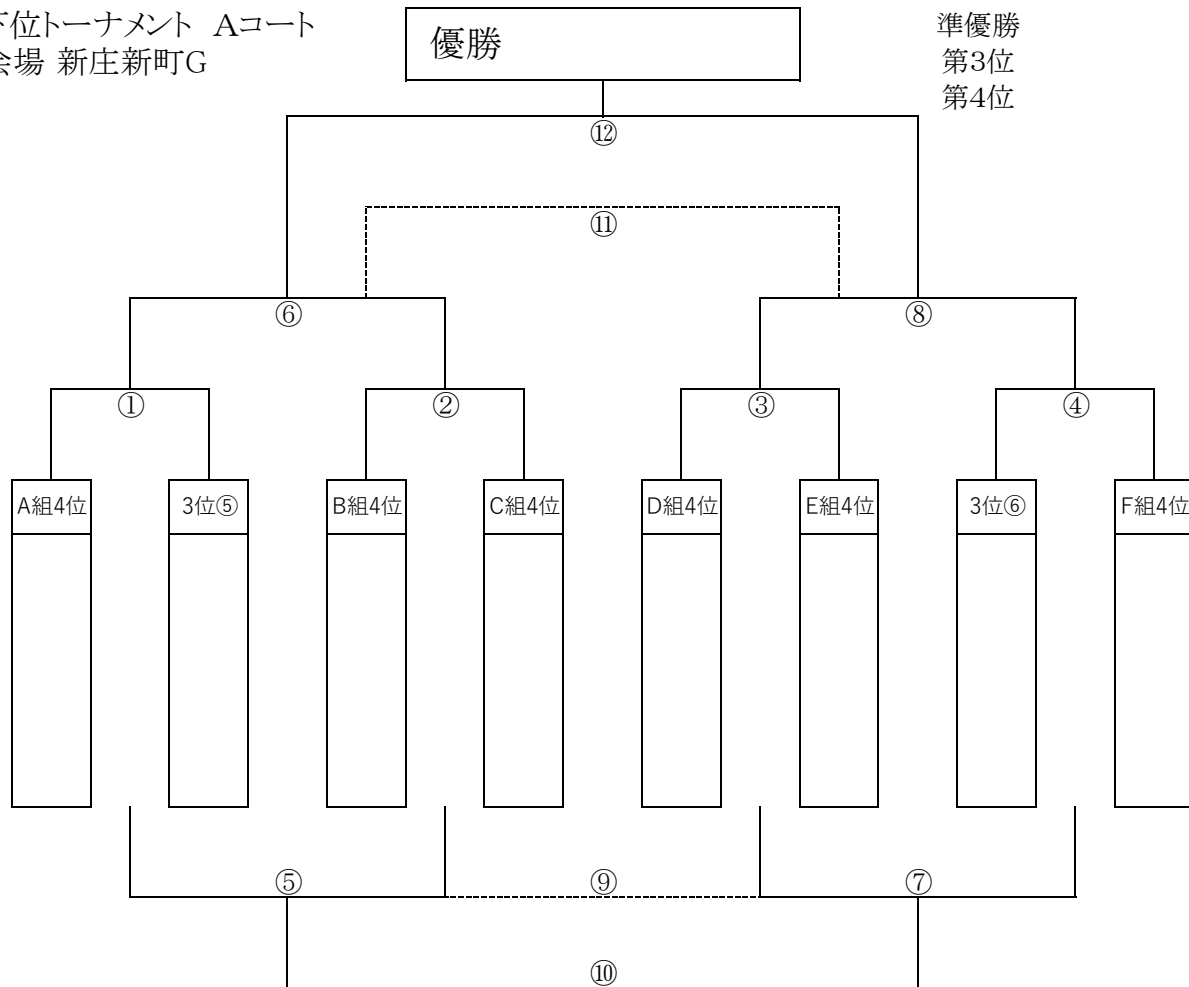 下位トーナメント Aコート
会場 新庄新町G
優勝
準優勝
第3位
第4位
⑫
⑪
⑥ ⑧
① ② ③ ④
A組4位 3位⑤ B組4位 C組4位 D組4位 E組4位 3位⑥ F組4位
⑤ ⑨ ⑦
⑩